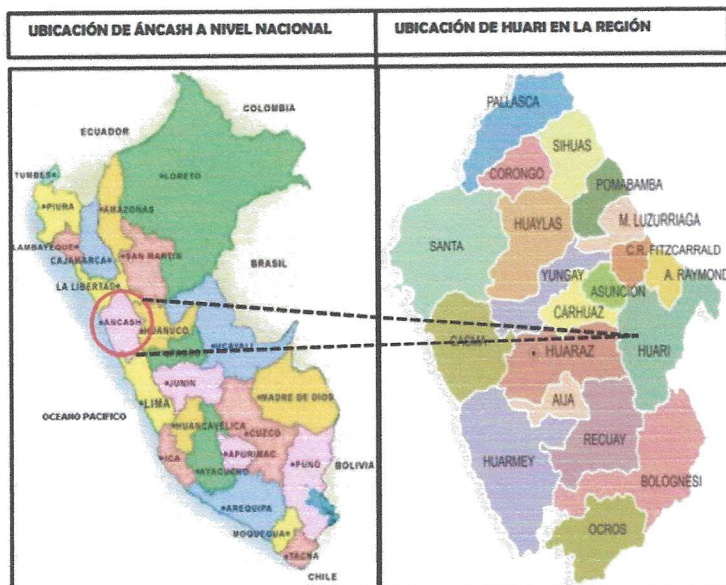 UBICACIÓN DE ÁNCASH A NIVEL NACIONAL
UBICACIÓN DE HUARI EN LA REGIÓN
COLOMBIA
ECUADOR
TUMBES
LORETO
PIURA
AMAZONAS
LAMBAYEQUE
CAJAMARCA
SAN MARTIN
BRASIL
LA LIBERTAD
ANCASH
HUANUCO
UCAYALI
JUNIN
LIMA
MADRE DE DIOS
OCEANO PACIFICO
HUANCAVELICA
CUZCO
ICA
APURIMAC
PUNO
BOLIVIA
AYACUCHO
AREQUIPA
MOQUEGUA
TACNA
CHILE
PALLASCA
SIHUAS
CORONGO
POMABAMBA
HUAYLAS
M. LUZURRIAGA
SANTA
C.R. FITZCARRALD
YUNGAY
A. RAYMOND
ASUNCION
CARHUAZ
CASMA
HUARAZ
HUARI
AIJA
RECUAY
HUARMEY
BOLOGNESI
OCROS